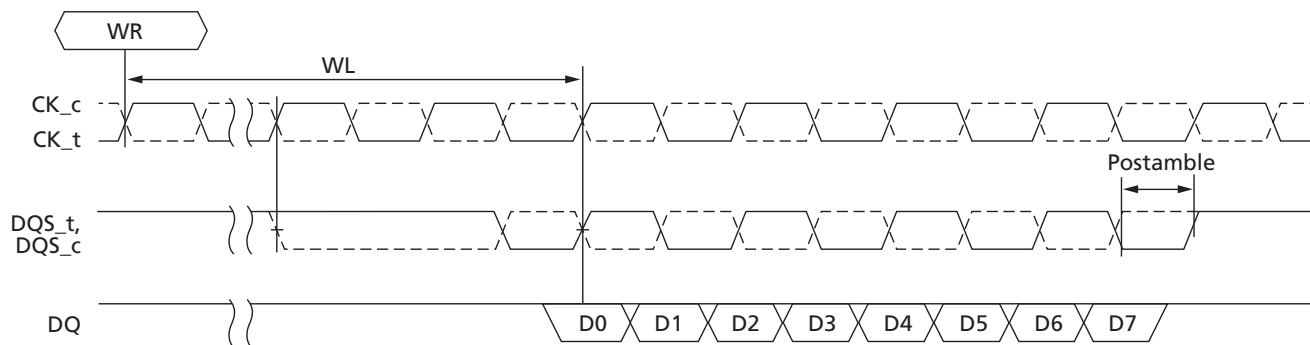 WR
WL
CK_c
CK_t
Postamble
DQS_t,
DQS_c
DQ
D0 D1 D2 D3 D4 D5 D6 D7